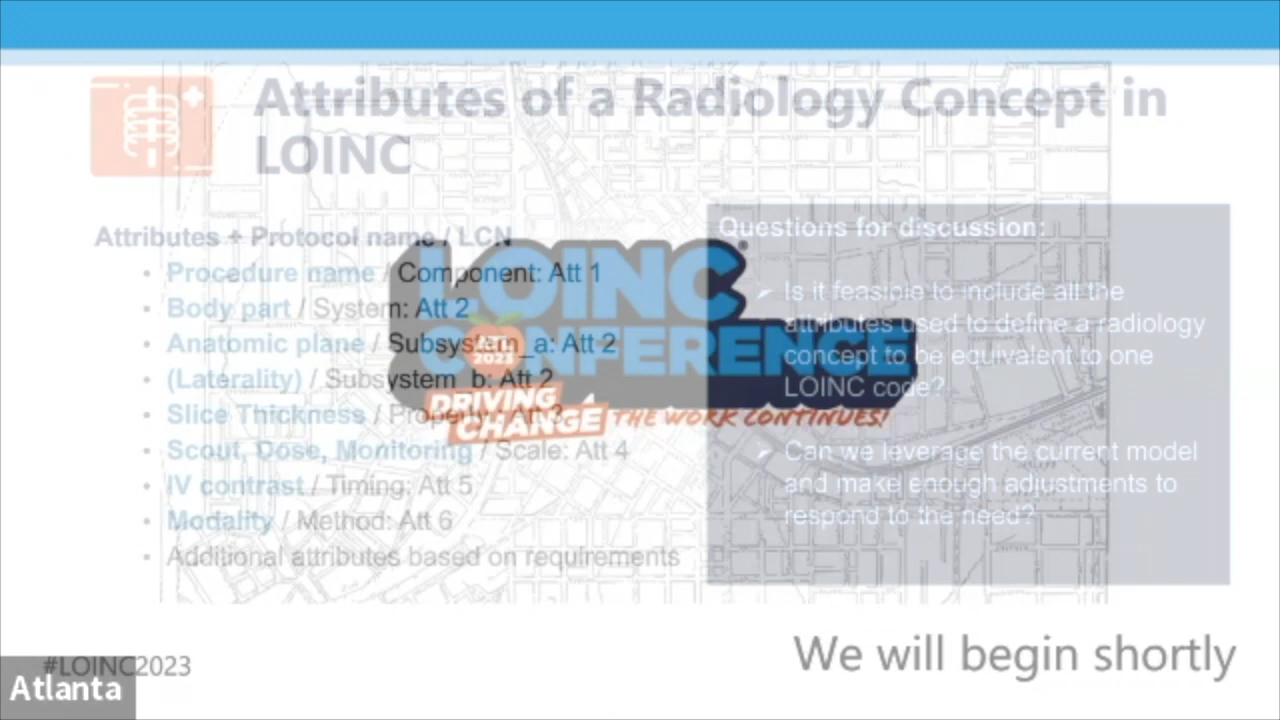 Attributes of a Radiology Concept in
LOINC
Attributes + Protocol name / LCN
• Procedure name / Component: Att 1
• Body part / System: Att 2
• Anatomic plane / Subsystem_a: Att 2
• (Laterality) / Subsystem_b: Att 2
• Slice Thickness / Property: Att 3
• Scout, Dose, Monitoring / Scale: Att 4
• IV contrast / Timing: Att 5
• Modality / Method: Att 6
• Additional attributes based on requirements
Questions for discussion:
Is it feasible to include all the
attributes used to define a radiology
concept to be equivalent to one
LOINC code?
Can we leverage the current model
and make enough adjustments to
respond to the need?
LOINC®
CONFERENCE
ATL
2023
DRIVING
CHANGE THE WORK CONTINUES!
We will begin shortly
#LOINC2023
Atlanta